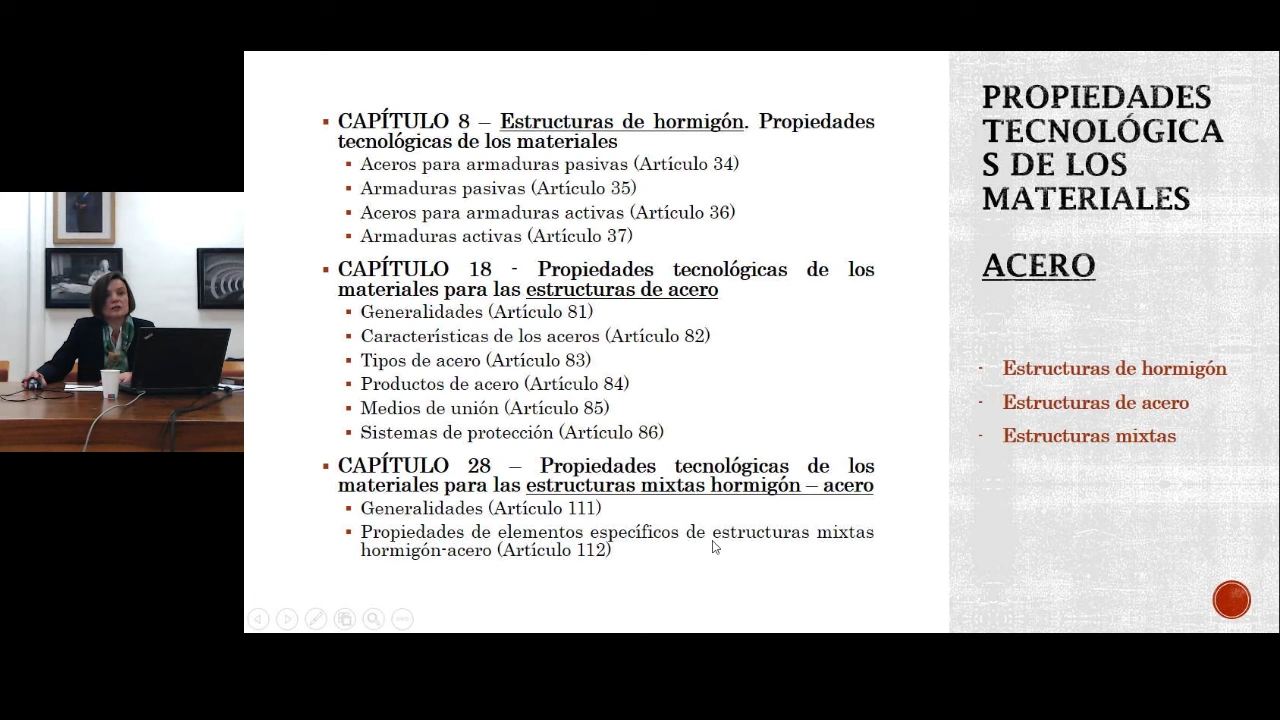 CAPÍTULO 8 – Estructuras de hormigón. Propiedades
tecnológicas de los materiales
Aceros para armaduras pasivas (Artículo 34)
Armaduras pasivas (Artículo 35)
Aceros para armaduras activas (Artículo 36)
Armaduras activas (Artículo 37)
CAPÍTULO 18 - Propiedades tecnológicas de los
materiales para las estructuras de acero
Generalidades (Artículo 81)
Características de los aceros (Artículo 82)
Tipos de acero (Artículo 83)
Productos de acero (Artículo 84)
Medios de unión (Artículo 85)
Sistemas de protección (Artículo 86)
CAPÍTULO 28 – Propiedades tecnológicas de los
materiales para las estructuras mixtas hormigón – acero
Generalidades (Artículo 111)
Propiedades de elementos específicos de estructuras mixtas
hormigón-acero (Artículo 112)
PROPIEDADES
TECNOLÓGICA
S DE LOS
MATERIALES
ACERO
- Estructuras de hormigón
- Estructuras de acero
- Estructuras mixtas